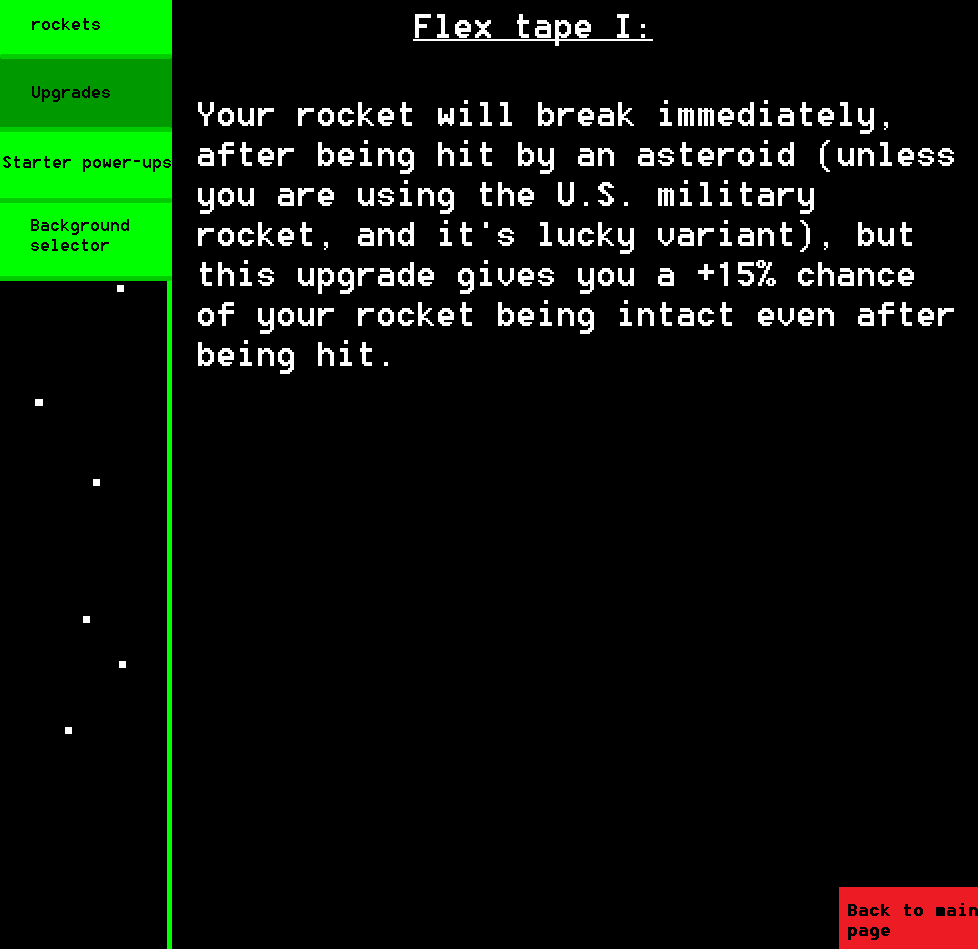 rockets
Upgrades
Starter power-ups
Background
selector
Flex tape I:
Your rocket will break immediately,
after being hit by an asteroid (unless
you are using the U.S. military
rocket, and it's lucky variant), but
this upgrade gives you a +15% chance
of your rocket being intact even after
being hit.
Back to main
page